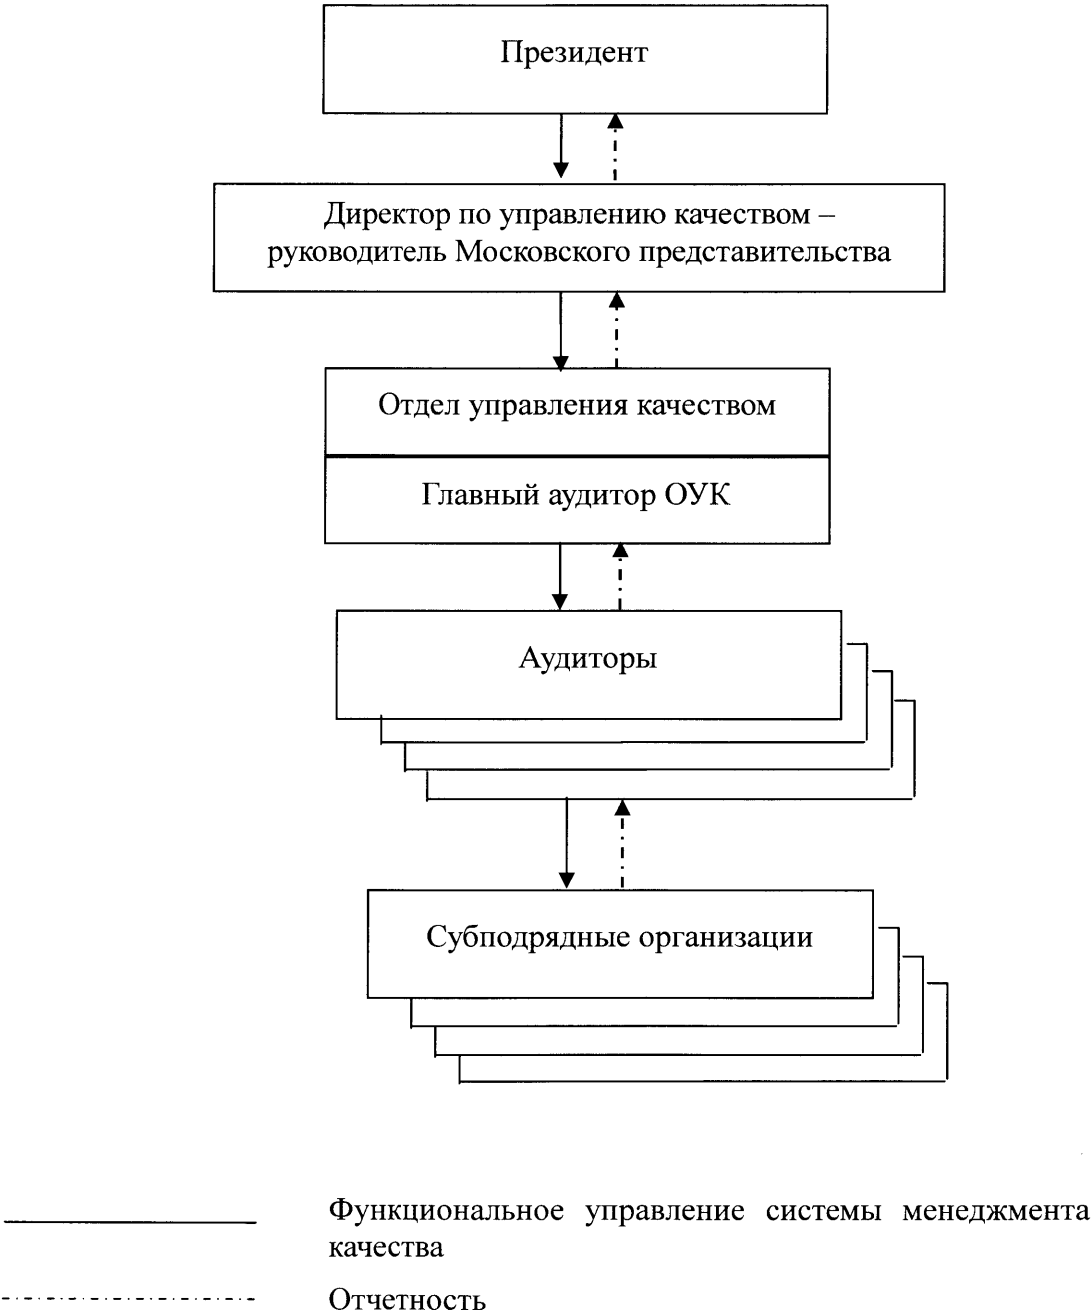 Президент
Директор по управлению качеством –
руководитель Московского представительства
Отдел управления качеством
Главный аудитор ОУК
Аудиторы
Субподрядные организации
Функциональное управление системы менеджмента
качества
Отчетность